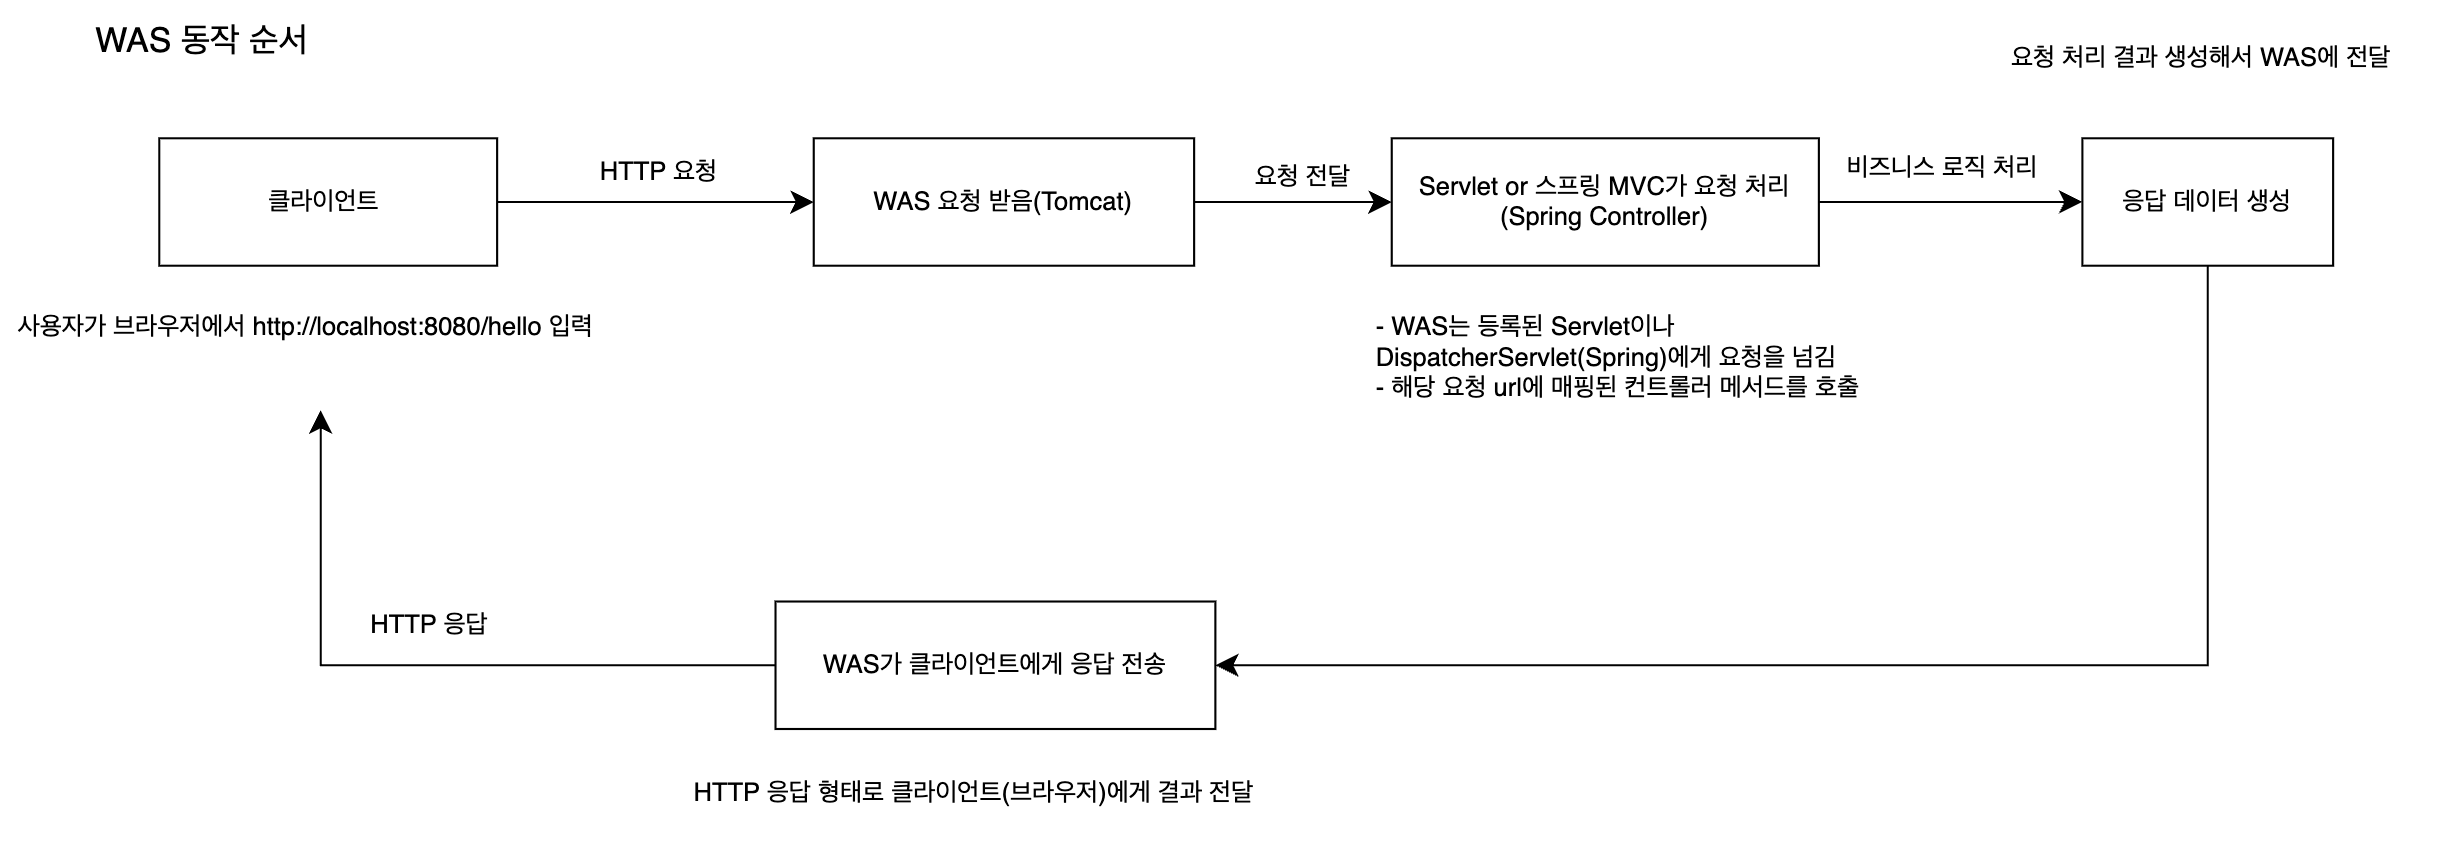 WAS 동작 순서
요청 처리 결과 생성해서 WAS에 전달
클라이언트
HTTP 요청
WAS 요청 받음(Tomcat)
요청 전달
Servlet or 스프링 MVC가 요청 처리
(Spring Controller)
비즈니스 로직 처리
응답 데이터 생성
사용자가 브라우저에서 http://localhost:8080/hello 입력
- WAS는 등록된 Servlet이나
DispatcherServlet(Spring)에게 요청을 넘김
- 해당 요청 url에 매핑된 컨트롤러 메서드를 호출
HTTP 응답
WAS가 클라이언트에게 응답 전송
HTTP 응답 형태로 클라이언트(브라우저)에게 결과 전달